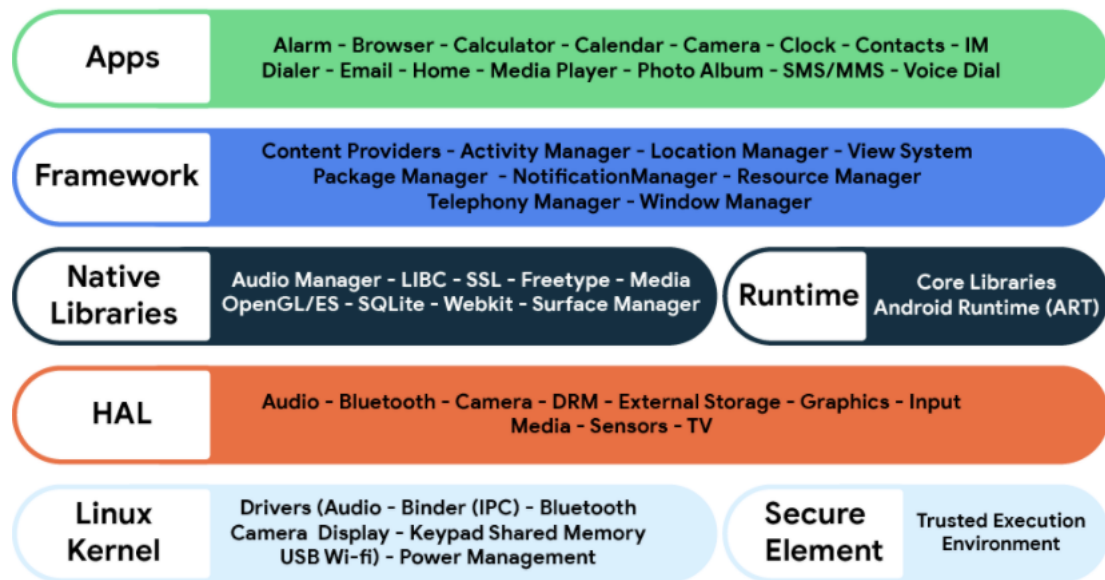 Apps
Alarm - Browser - Calculator - Calendar - Camera - Clock - Contacts - IM
Dialer - Email - Home - Media Player - Photo Album - SMS/MMS - Voice Dial
Framework
Content Providers - Activity Manager - Location Manager - View System
Package Manager - NotificationManager - Resource Manager
Telephony Manager - Window Manager
Native
Libraries
Audio Manager - LIBC - SSL - Freetype - Media
OpenGL/ES - SQLite - Webkit - Surface Manager
Runtime
Core Libraries
Android Runtime (ART)
HAL
Audio - Bluetooth - Camera - DRM - External Storage - Graphics - Input
Media - Sensors - TV
Linux
Kernel
Drivers (Audio - Binder (IPC) - Bluetooth
Camera Display - Keypad Shared Memory
USB Wi-fi) - Power Management
Secure
Element
Trusted Execution
Environment